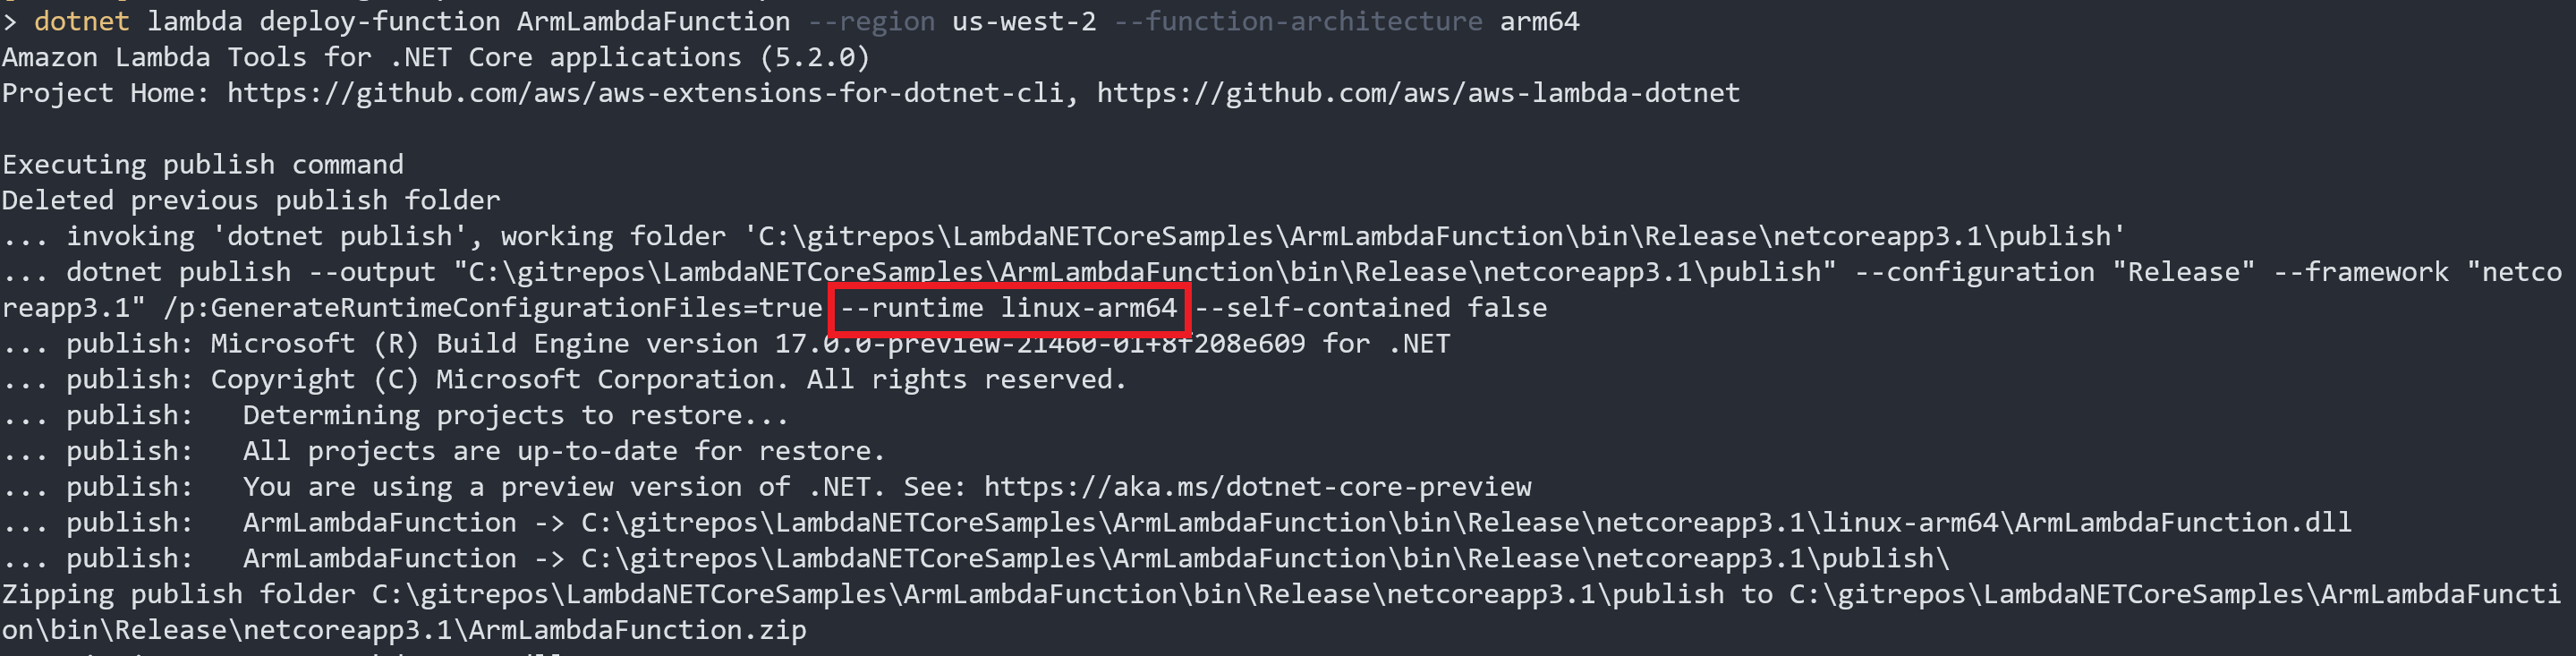 > dotnet lambda deploy-function ArmLambdaFunction --region us-west-2 --function-architecture arm64
Amazon Lambda Tools for .NET Core applications (5.2.0)
Project Home: https://github.com/aws/aws-extensions-for-dotnet-cli, https://github.com/aws/aws-lambda-dotnet
Executing publish command
Deleted previous publish folder
... invoking 'dotnet publish', working folder 'C:\gitrepos\LambdaNETCoreSamples\ArmLambdaFunction\bin\Release\netcoreapp3.1\publish'
... dotnet publish --output "C:\gitrepos\LambdaNETCoreSamples\ArmLambdaFunction\bin\Release\netcoreapp3.1\publish" --configuration "Release" --framework "netco
reapp3.1" /p:GenerateRuntimeConfigurationFiles=true --runtime linux-arm64 --self-contained false
... publish: Microsoft (R) Build Engine version 17.0.0-preview-21460-01+8f208e609 for .NET
... publish: Copyright (C) Microsoft Corporation. All rights reserved.
... publish:   Determining projects to restore...
... publish:   All projects are up-to-date for restore.
... publish:   You are using a preview version of .NET. See: https://aka.ms/dotnet-core-preview
... publish:   ArmLambdaFunction -> C:\gitrepos\LambdaNETCoreSamples\ArmLambdaFunction\bin\Release\netcoreapp3.1\linux-arm64\ArmLambdaFunction.dll
... publish:   ArmLambdaFunction -> C:\gitrepos\LambdaNETCoreSamples\ArmLambdaFunction\bin\Release\netcoreapp3.1\publish\
Zipping publish folder C:\gitrepos\LambdaNETCoreSamples\ArmLambdaFunction\bin\Release\netcoreapp3.1\publish to C:\gitrepos\LambdaNETCoreSamples\ArmLambdaFuncti
on\bin\Release\netcoreapp3.1\ArmLambdaFunction.zip